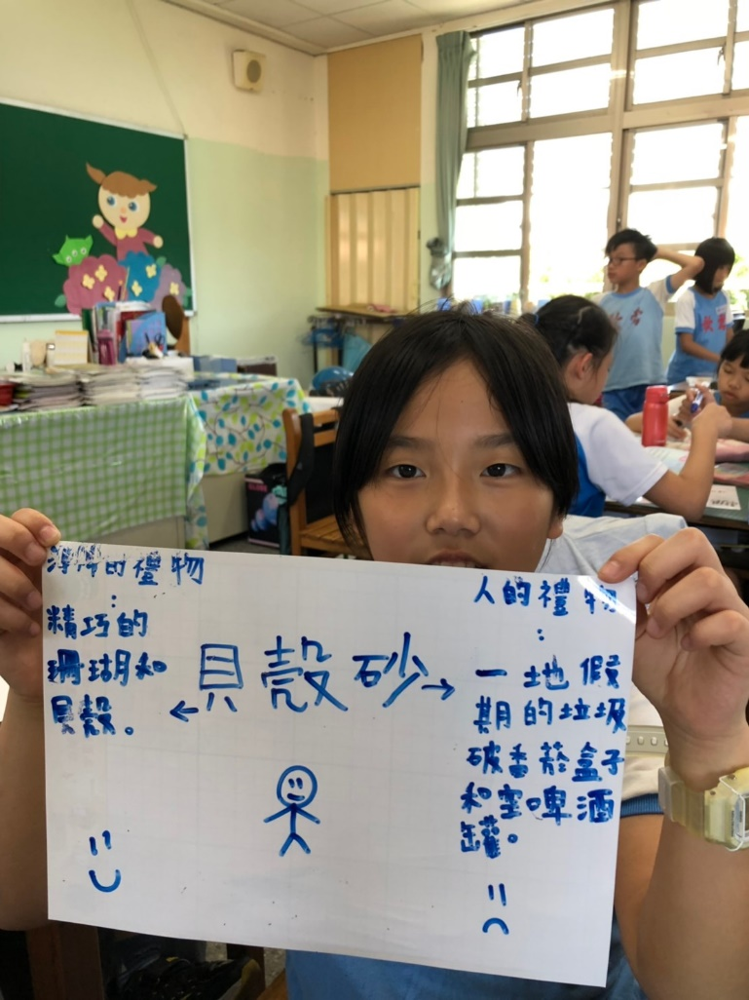 海洋的禮物
:
精巧的
珊瑚和
貝殼。
← 貝殼砂 →
人的禮物
:
一地假
期的垃圾
破香菸盒子
和空啤酒
罐。